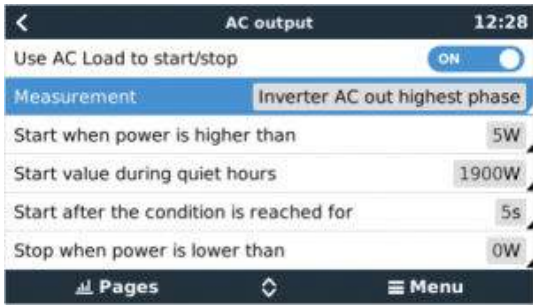 AC output 12:28
Use AC Load to start/stop ON
Measurement Inverter AC out highest phase
Start when power is higher than 5W
Start value during quiet hours 1900W
Start after the condition is reached for 5s
Stop when power is lower than 0W
Pages Menu